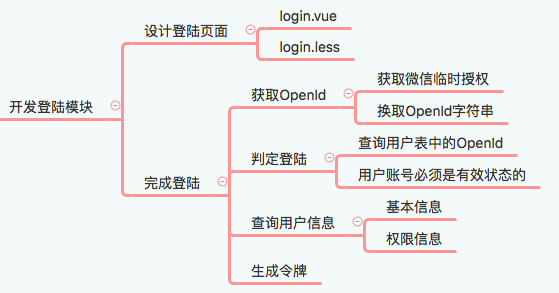 开发登陆模块
设计登陆页面
login.vue
login.less
完成登陆
获取OpenId
获取微信临时授权
换取OpenId字符串
判定登陆
查询用户表中的OpenId
用户账号必须是有效状态的
查询用户信息
基本信息
权限信息
生成令牌